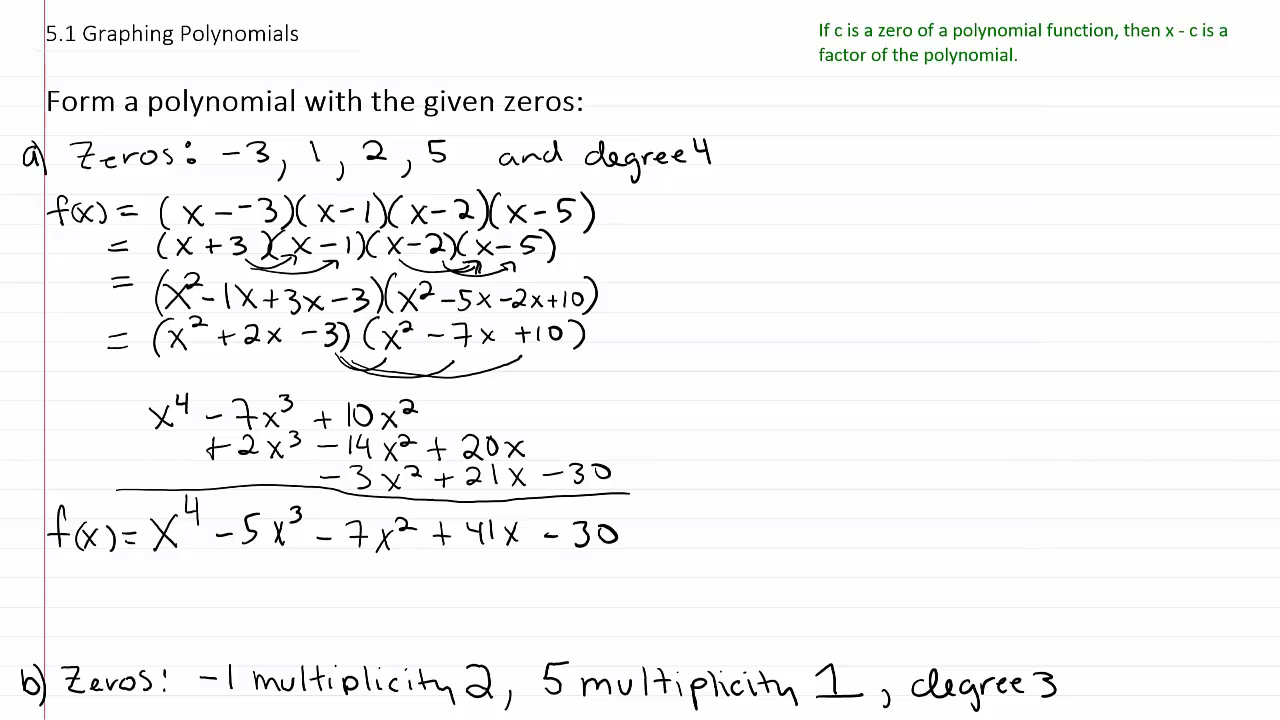 5.1 Graphing Polynomials
If c is a zero of a polynomial function, then x - c is a
factor of the polynomial.
Form a polynomial with the given zeros:
a) Zeros: -3, 1, 2, 5 and degree 4
f(x) = (x - -3)(x - 1)(x - 2)(x - 5)
= (x + 3)(x - 1)(x - 2)(x - 5)
= (x² - 1x + 3x - 3)(x² - 5x - 2x + 10)
= (x² + 2x - 3)(x² - 7x + 10)
x⁴ - 7x³ + 10x²
+ 2x³ - 14x² + 20x
- 3x² + 21x - 30
f(x) = x⁴ - 5x³ - 7x² + 41x - 30
b) Zeros: -1 multiplicity 2, 5 multiplicity 1, degree 3